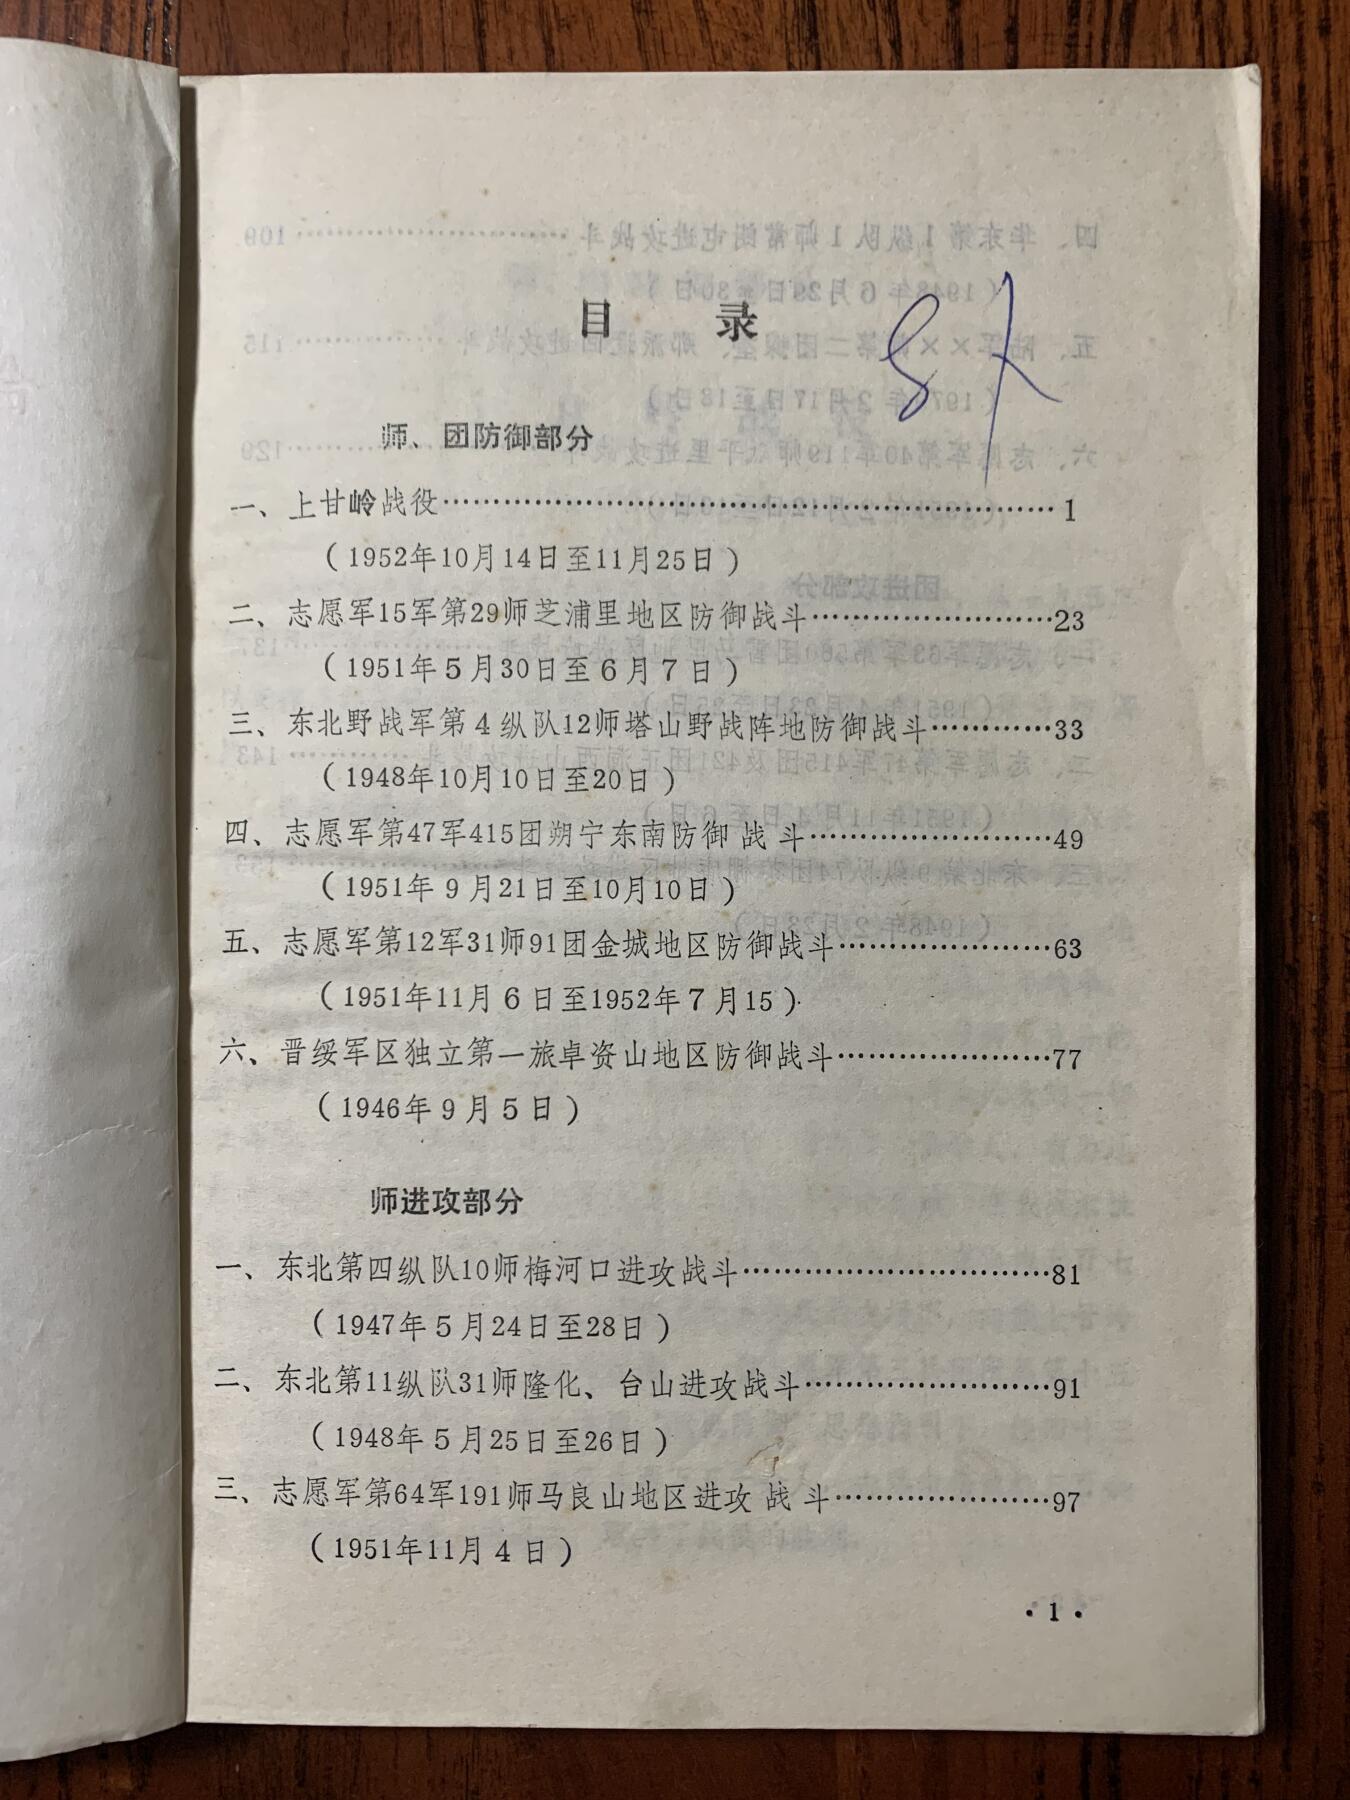 目 录
师、团防御部分
一、上甘岭战役……………………………………………………1
（1952年10月14日至11月25日）
二、志愿军15军第29师芝浦里地区防御战斗……………………23
（1951年5月30日至6月7日）
三、东北野战军第4纵队12师塔山野战阵地防御战斗…………33
（1948年10月10日至20日）
四、志愿军第47军415团朔宁东南防御战斗……………………49
（1951年9月21日至10月10日）
五、志愿军第12军31师91团金城地区防御战斗…………………63
（1951年11月6日至1952年7月15）
六、晋绥军区独立第一旅卓资山地区防御战斗…………………77
（1946年9月5日）
师进攻部分
一、东北第四纵队10师梅河口进攻战斗…………………………81
（1947年5月24日至28日）
二、东北第11纵队31师隆化、台山进攻战斗……………………91
（1948年5月25日至26日）
三、志愿军第64军191师马良山地区进攻战斗…………………97
（1951年11月4日）
·1·